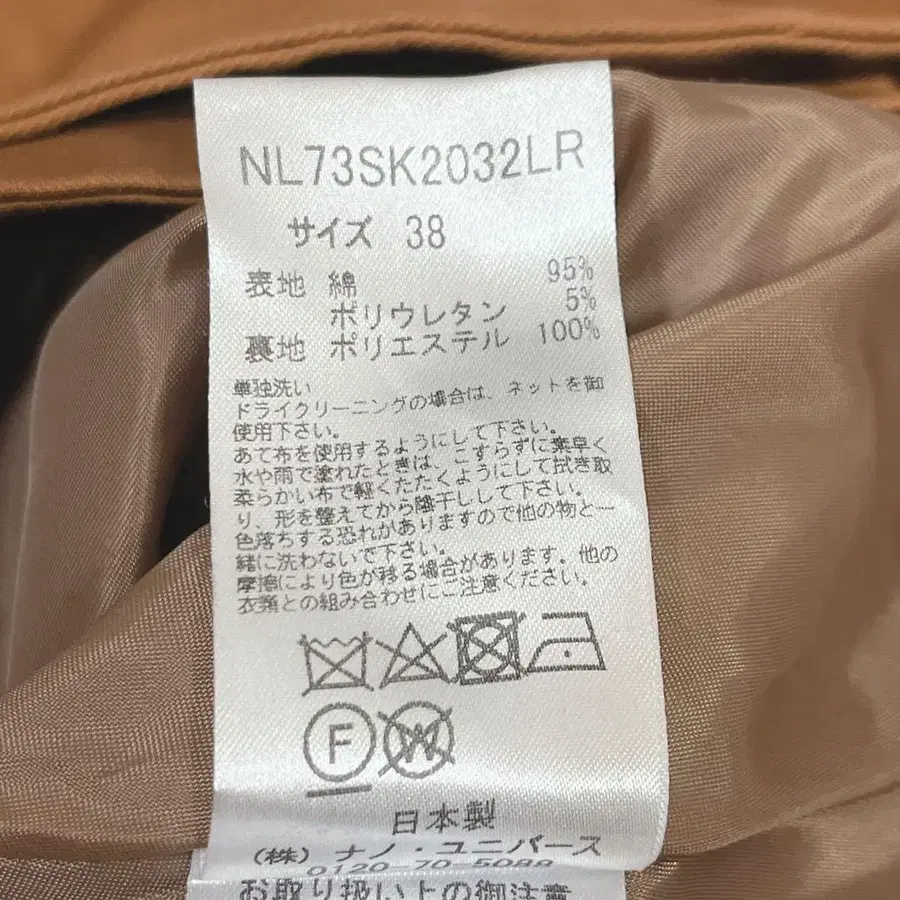 NL73SK2032LR
サイズ 38
表地 綿 95%
ポリウレタン 5%
裏地 ポリエステル 100%
単独洗い
ドライクリーニングの場合は、ネットを御
使用下さい。
あて布を使用するようにして下さい。
水や雨で塗れたときは、こすらずに素早く
柔らかい布で軽くたたくようにして拭き取
り、形を整えてから陰干しして下さい。
色落ちする恐れがありますので他の物と一
緒に洗わないで下さい。
摩擦により色が移る場合があります。他の
衣類との組み合わせにご注意ください。
F
W
日本製
(株) ナノ・ユニバース
0120-70-5088
お取り扱い上の御注意